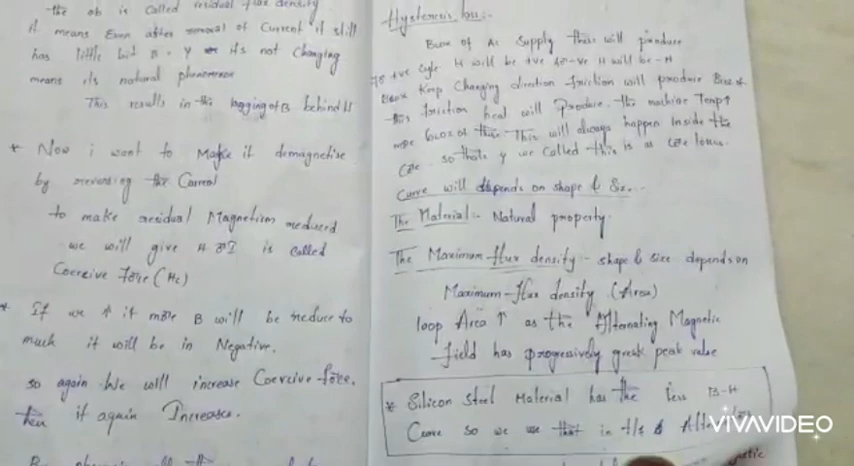 the ob is called residual flux density
it means Even after removal of Current it still
has little bit B. y it's not Changing
means its natural phenomenon
This results in the lagging of B behind H
* Now i want to Make it demagnetise
by reversing the Current
to make residual Magnetism reduced
we will give H is called
Coercive Force (Hc)
* If we ↑ it more B will be reduce to
much it will be in Negative.
so again We will increase Coercive force.
then it again Increases.
Hysteresis loss:-
Bcoz of Ac Supply there will produce
+ve cycle H will be +ve -ve H will be -H
Bcoz Keep Changing direction friction will produce Bcoz of
this friction heat will Produce. the machine Temp↑
more bcoz of this. This will always happen Inside the
Core. so thats y we Called this is as Core losses.
Curve will depends on shape & Size.
The Material:- Natural property.
The Maximum flux density:- shape & size depends on
Maximum flux density (Area)
loop Area ↑ as the Alternating Magnetic
field has progressively great peak value
* Silicon Steel Material has the less B-H
Curve so we use that in t/s &
VIVAVIDEO